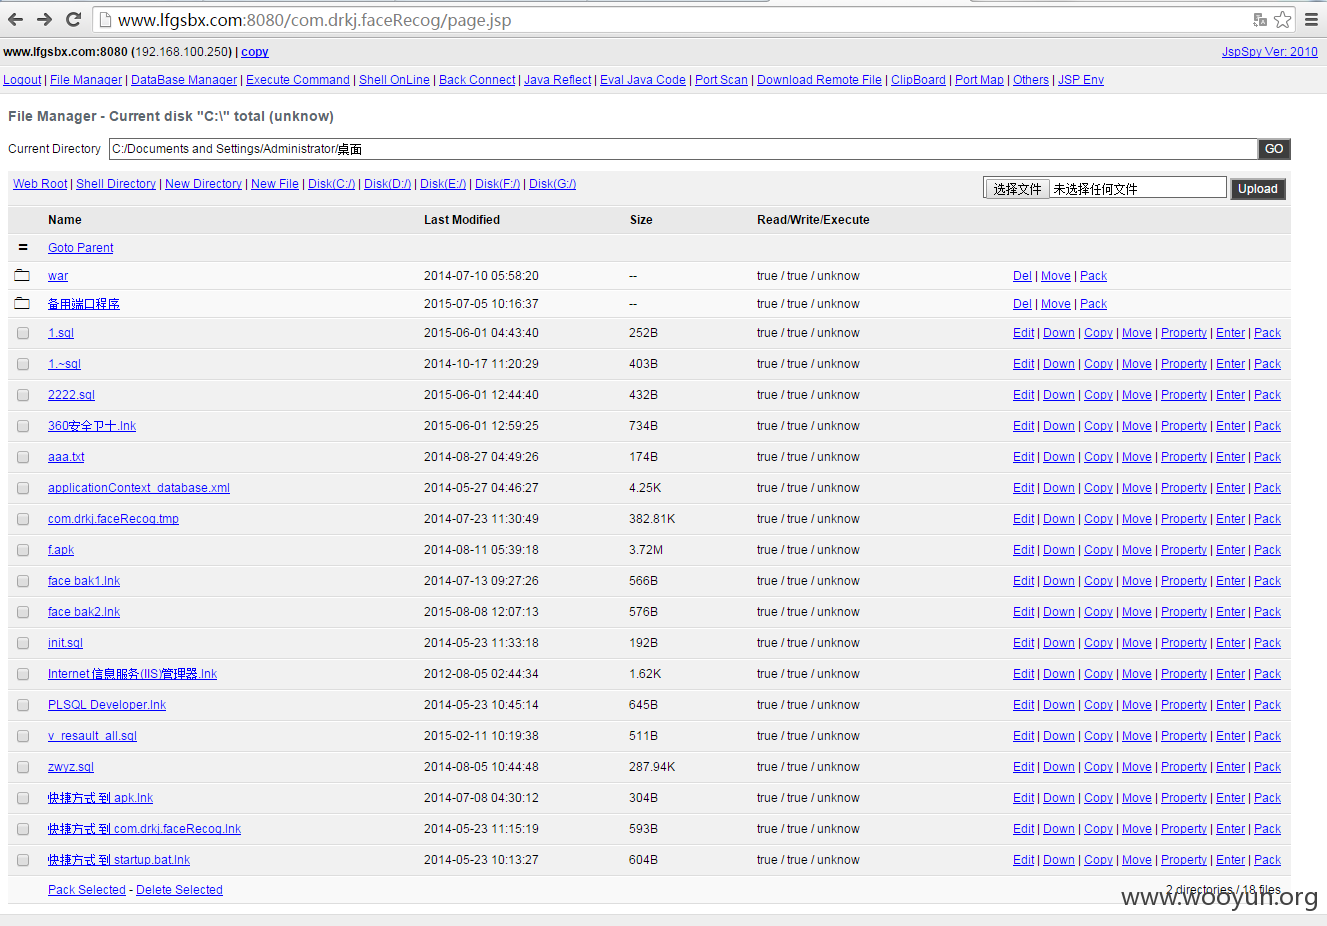 www.lfgsbx.com:8080/com.drkj.faceRecog/page.jsp
www.lfgsbx.com:8080 (192.168.100.250) | copy JspSpy Ver: 2010
Logout | File Manager | DataBase Manager | Execute Command | Shell OnLine | Back Connect | Java Reflect | Eval Java Code | Port Scan | Download Remote File | ClipBoard | Port Map | Others | JSP Env
File Manager - Current disk "C:\" total (unknow)
Current Directory C:/Documents and Settings/Administrator/桌面 GO
Web Root | Shell Directory | New Directory | New File | Disk(C:/) | Disk(D:/) | Disk(E:/) | Disk(F:/) | Disk(G:/) 选择文件 未选择任何文件 Upload
Name Last Modified Size Read/Write/Execute
= Goto Parent
war 2014-07-10 05:58:20 -- true / true / unknow Del | Move | Pack
备用端口程序 2015-07-05 10:16:37 -- true / true / unknow Del | Move | Pack
1.sql 2015-06-01 04:43:40 252B true / true / unknow Edit | Down | Copy | Move | Property | Enter | Pack
1.~sql 2014-10-17 11:20:29 403B true / true / unknow Edit | Down | Copy | Move | Property | Enter | Pack
2222.sql 2015-06-01 12:44:40 432B true / true / unknow Edit | Down | Copy | Move | Property | Enter | Pack
360安全卫士.lnk 2015-06-01 12:59:25 734B true / true / unknow Edit | Down | Copy | Move | Property | Enter | Pack
aaa.txt 2014-08-27 04:49:26 174B true / true / unknow Edit | Down | Copy | Move | Property | Enter | Pack
applicationContext_database.xml 2014-05-27 04:46:27 4.25K true / true / unknow Edit | Down | Copy | Move | Property | Enter | Pack
com.drkj.faceRecog.tmp 2014-07-23 11:30:49 382.81K true / true / unknow Edit | Down | Copy | Move | Property | Enter | Pack
f.apk 2014-08-11 05:39:18 3.72M true / true / unknow Edit | Down | Copy | Move | Property | Enter | Pack
face bak1.lnk 2014-07-13 09:27:26 566B true / true / unknow Edit | Down | Copy | Move | Property | Enter | Pack
face bak2.lnk 2015-08-08 12:07:13 576B true / true / unknow Edit | Down | Copy | Move | Property | Enter | Pack
init.sql 2014-05-23 11:33:18 192B true / true / unknow Edit | Down | Copy | Move | Property | Enter | Pack
Internet 信息服务(IIS)管理器.lnk 2012-08-05 02:44:34 1.62K true / true / unknow Edit | Down | Copy | Move | Property | Enter | Pack
PLSQL Developer.lnk 2014-05-23 10:45:14 645B true / true / unknow Edit | Down | Copy | Move | Property | Enter | Pack
v_resault_all.sql 2015-02-11 10:19:38 511B true / true / unknow Edit | Down | Copy | Move | Property | Enter | Pack
zwyz.sql 2014-08-05 10:44:48 287.94K true / true / unknow Edit | Down | Copy | Move | Property | Enter | Pack
快捷方式 到 apk.lnk 2014-07-08 04:30:12 304B true / true / unknow Edit | Down | Copy | Move | Property | Enter | Pack
快捷方式 到 com.drkj.faceRecog.lnk 2014-05-23 11:15:19 593B true / true / unknow Edit | Down | Copy | Move | Property | Enter | Pack
快捷方式 到 startup.bat.lnk 2014-05-23 10:13:27 604B true / true / unknow Edit | Down | Copy | Move | Property | Enter | Pack
Pack Selected - Delete Selected 2 directories / 18 files
www.wooyun.org